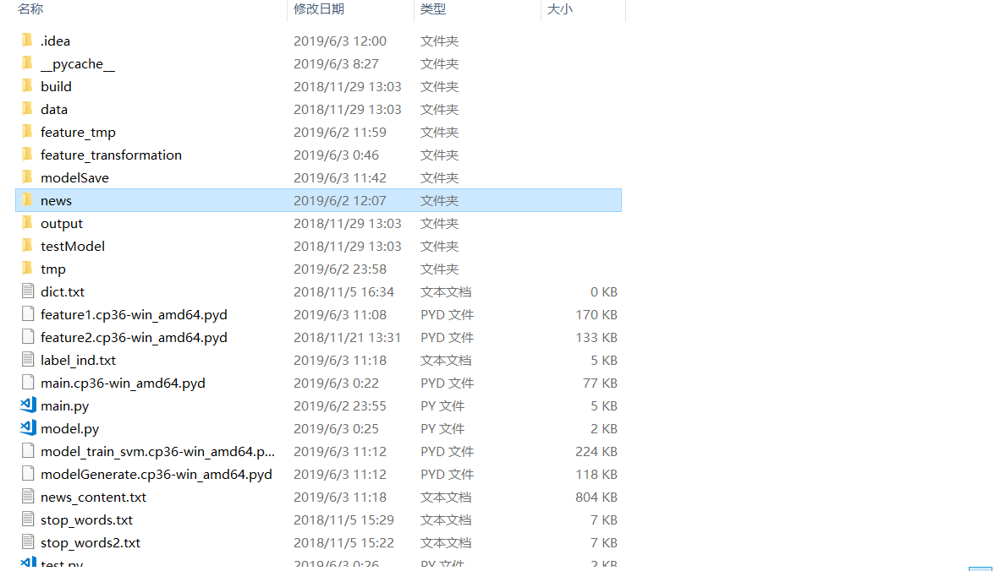 名称 修改日期 类型 大小
.idea 2019/6/3 12:00 文件夹
__pycache__ 2019/6/3 8:27 文件夹
build 2018/11/29 13:03 文件夹
data 2018/11/29 13:03 文件夹
feature_tmp 2019/6/2 11:59 文件夹
feature_transformation 2019/6/3 0:46 文件夹
modelSave 2019/6/3 11:42 文件夹
news 2019/6/2 12:07 文件夹
output 2018/11/29 13:03 文件夹
testModel 2018/11/29 13:03 文件夹
tmp 2019/6/2 23:58 文件夹
dict.txt 2018/11/5 16:34 文本文档 0 KB
feature1.cp36-win_amd64.pyd 2019/6/3 11:08 PYD 文件 170 KB
feature2.cp36-win_amd64.pyd 2018/11/21 13:31 PYD 文件 133 KB
label_ind.txt 2019/6/3 11:18 文本文档 5 KB
main.cp36-win_amd64.pyd 2019/6/3 0:22 PYD 文件 77 KB
main.py 2019/6/2 23:55 PY 文件 5 KB
model.py 2019/6/3 0:25 PY 文件 2 KB
model_train_svm.cp36-win_amd64.p... 2019/6/3 11:12 PYD 文件 224 KB
modelGenerate.cp36-win_amd64.pyd 2019/6/3 11:12 PYD 文件 118 KB
news_content.txt 2019/6/3 11:18 文本文档 804 KB
stop_words.txt 2018/11/5 15:29 文本文档 7 KB
stop_words2.txt 2018/11/5 15:22 文本文档 7 KB
test.py 2019/6/3 0:26 PY 文件 2 KB